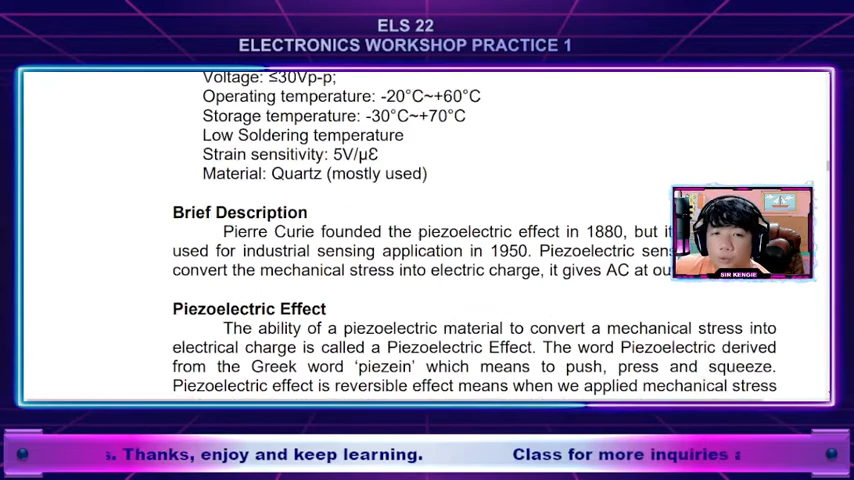 ELS 22
ELECTRONICS WORKSHOP PRACTICE 1
Voltage: ≤30Vp-p;
Operating temperature: -20°C~+60°C
Storage temperature: -30°C~+70°C
Low Soldering temperature
Strain sensitivity: 5V/µƐ
Material: Quartz (mostly used)
Brief Description
Pierre Curie founded the piezoelectric effect in 1880, but it
used for industrial sensing application in 1950. Piezoelectric sens
convert the mechanical stress into electric charge, it gives AC at ou
SIR KENGIE
Piezoelectric Effect
The ability of a piezoelectric material to convert a mechanical stress into
electrical charge is called a Piezoelectric Effect. The word Piezoelectric derived
from the Greek word ‘piezein’ which means to push, press and squeeze.
Piezoelectric effect is reversible effect means when we applied mechanical stress
s. Thanks, enjoy and keep learning. Class for more inquiries a